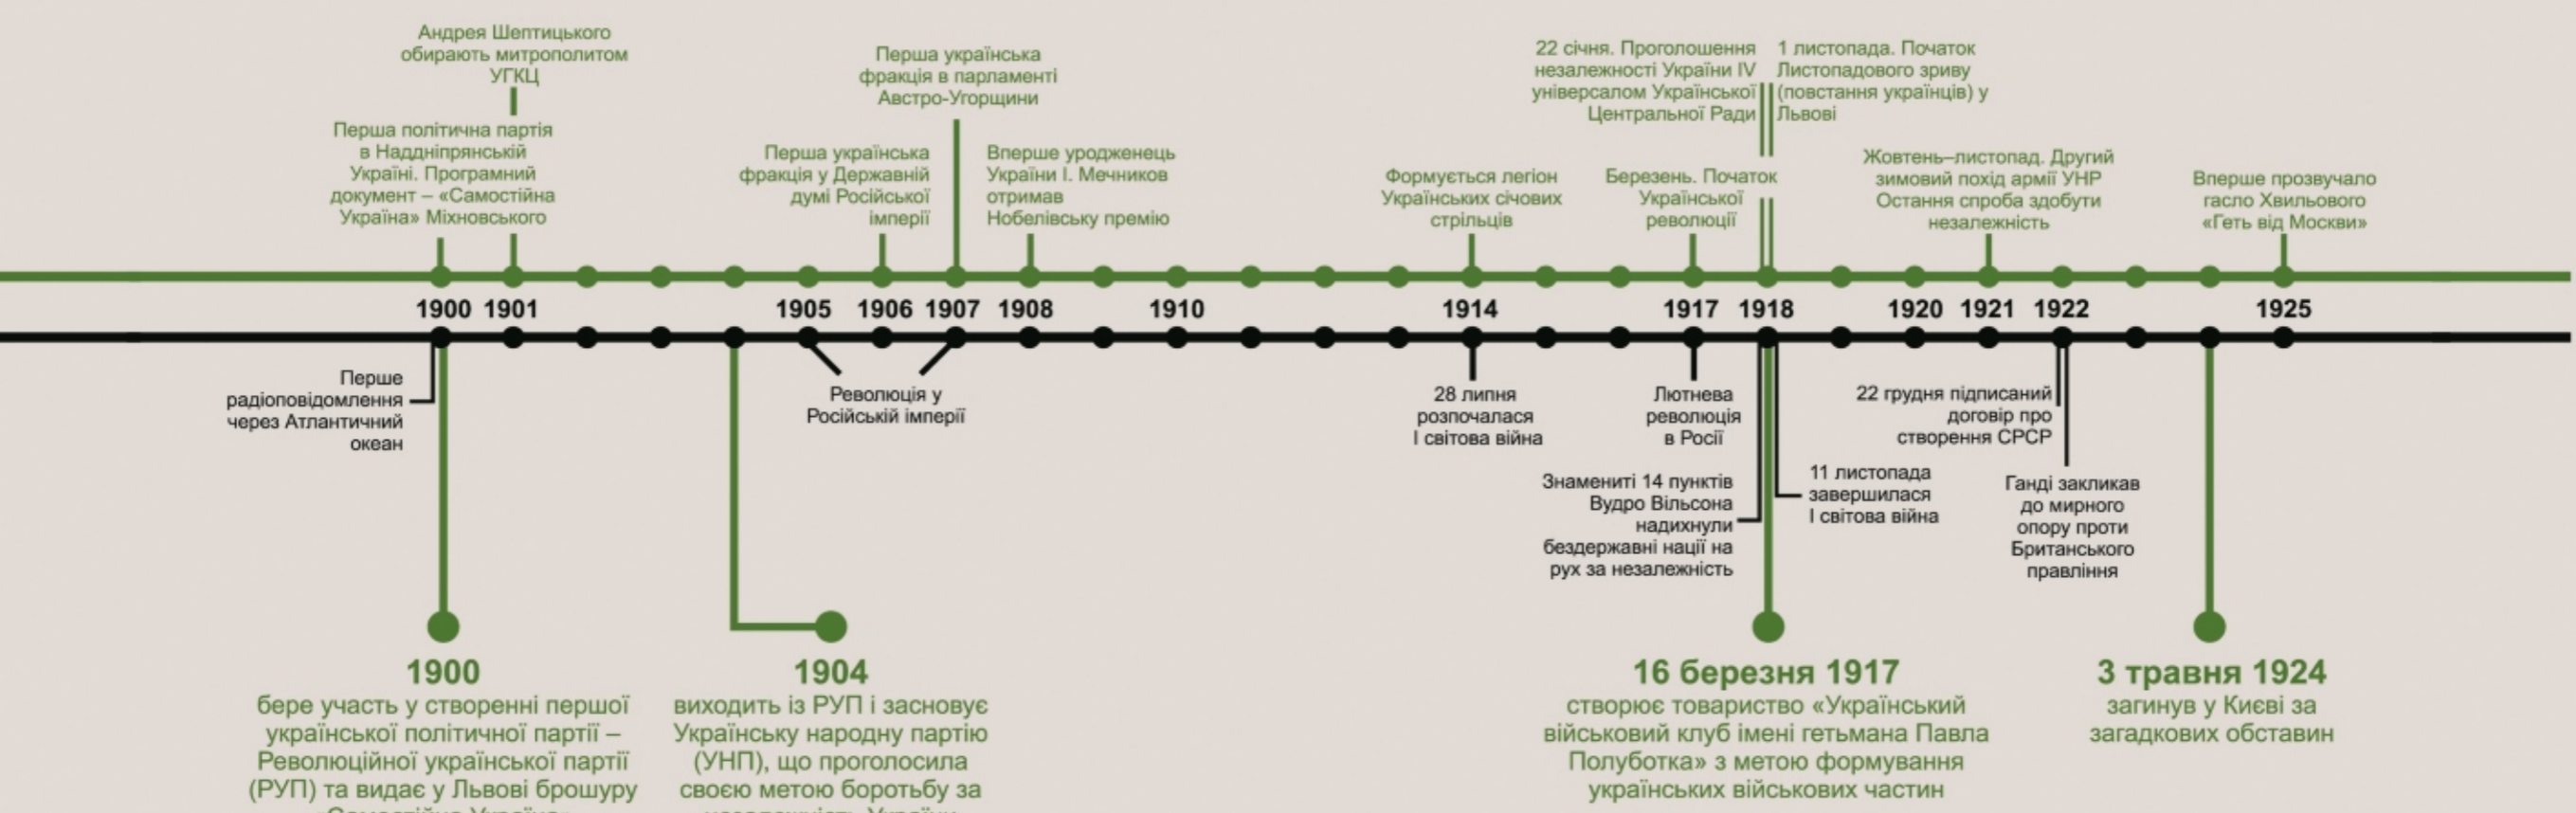 Андрея Шептицького
обирають митрополитом
УГКЦ
Перша політична партія
в Наддніпрянській
Україні. Програмний
документ – «Самостійна
Україна» Міхновського
Перша українська
фракція у Державній
думі Російської
імперії
Перша українська
фракція в парламенті
Австро-Угорщини
Вперше уродженець
України І. Мечников
отримав
Нобелівську премію
Формується легіон
Українських січових
стрільців
Березень. Початок
Української
революції
22 січня. Проголошення
незалежності України IV
універсалом Української
Центральної Ради
1 листопада. Початок
Листопадового зриву
(повстання українців) у
Львові
Жовтень–листопад. Другий
зимовий похід армії УНР
Остання спроба здобути
незалежність
Вперше прозвучало
гасло Хвильового
«Геть від Москви»
1900 1901 1905 1906 1907 1908 1910 1914 1917 1918 1920 1921 1922 1925
Перше
радіоповідомлення
через Атлантичний
океан
Революція у
Російській імперії
28 липня
розпочалася
І світова війна
Лютнева
революція
в Росії
Знамениті 14 пунктів
Вудро Вільсона
надихнули
бездержавні нації на
рух за незалежність
11 листопада
завершилася
І світова війна
22 грудня підписаний
договір про
створення СРСР
Ганді закликав
до мирного
опору проти
Британського
правління
1900
бере участь у створенні першої
української політичної партії –
Революційної української партії
(РУП) та видає у Львові брошуру
«Самостійна Україна»
1904
виходить із РУП і засновує
Українську народну партію
(УНП), що проголосила
своєю метою боротьбу за
незалежність України
16 березня 1917
створює товариство «Український
військовий клуб імені гетьмана Павла
Полуботка» з метою формування
українських військових частин
3 травня 1924
загинув у Києві за
загадкових обставин